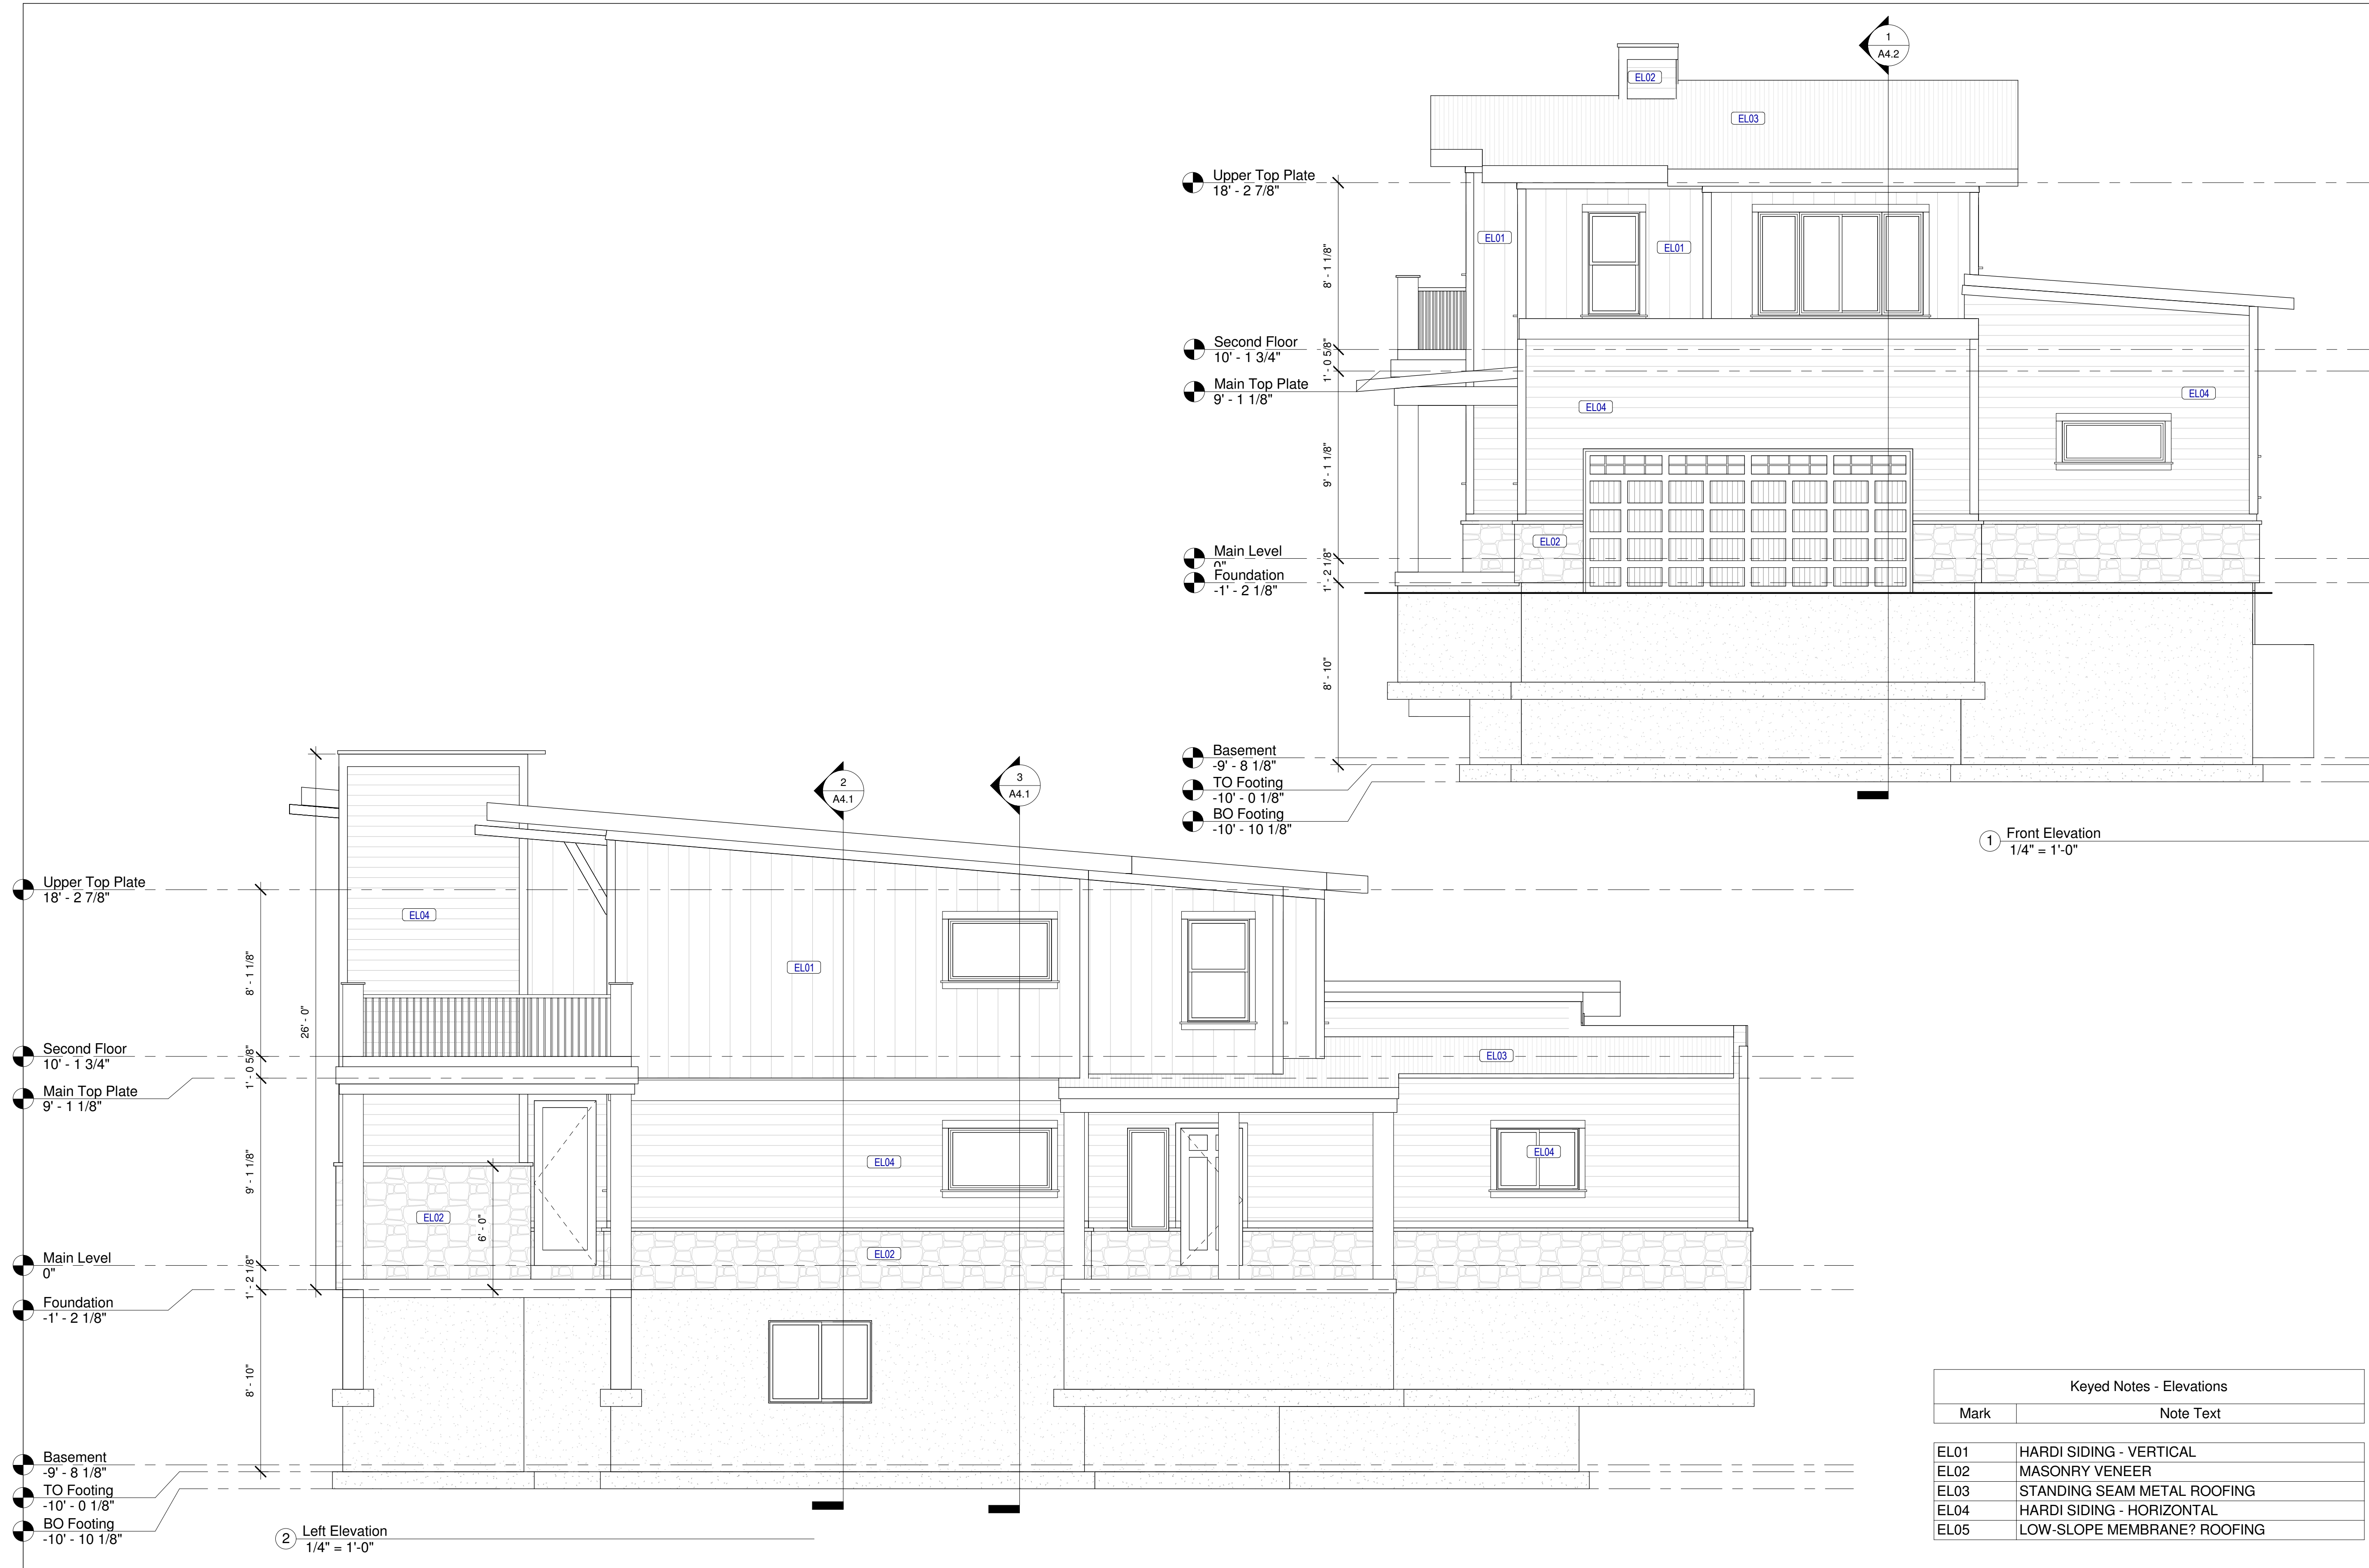 1
A4.2
EL02
EL03
Upper Top Plate
18' - 2 7/8"
EL01
EL01
8' - 1 1/8"
Second Floor
10' - 1 3/4"
1' - 0 5/8"
Main Top Plate
9' - 1 1/8"
EL04
EL04
9' - 1 1/8"
EL02
Main Level
0"
1' - 2 1/8"
Foundation
-1' - 2 1/8"
8' - 10"
Basement
-9' - 8 1/8"
TO Footing
-10' - 0 1/8"
BO Footing
-10' - 10 1/8"
1
Front Elevation
1/4" = 1'-0"
2
A4.1
3
A4.1
Upper Top Plate
18' - 2 7/8"
EL04
EL01
8' - 1 1/8"
26' - 0"
Second Floor
10' - 1 3/4"
1' - 0 5/8"
EL03
Main Top Plate
9' - 1 1/8"
EL04
EL04
9' - 1 1/8"
EL02
6' - 0"
EL02
Main Level
0"
1' - 2 1/8"
Foundation
-1' - 2 1/8"
8' - 10"
Basement
-9' - 8 1/8"
TO Footing
-10' - 0 1/8"
BO Footing
-10' - 10 1/8"
2
Left Elevation
1/4" = 1'-0"
Keyed Notes - Elevations
Mark Note Text
EL01 HARDI SIDING - VERTICAL
EL02 MASONRY VENEER
EL03 STANDING SEAM METAL ROOFING
EL04 HARDI SIDING - HORIZONTAL
EL05 LOW-SLOPE MEMBRANE? ROOFING